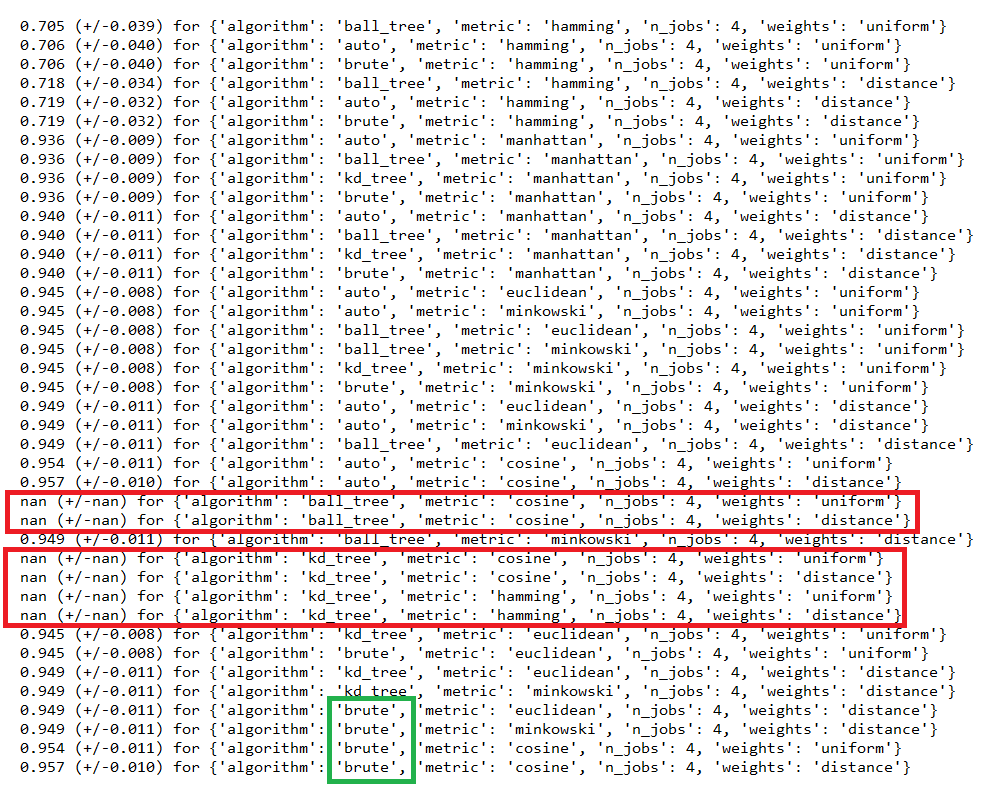 0.705 (+/-0.039) for {'algorithm': 'ball_tree', 'metric': 'hamming', 'n_jobs': 4, 'weights': 'uniform'}
0.706 (+/-0.040) for {'algorithm': 'auto', 'metric': 'hamming', 'n_jobs': 4, 'weights': 'uniform'}
0.706 (+/-0.040) for {'algorithm': 'brute', 'metric': 'hamming', 'n_jobs': 4, 'weights': 'uniform'}
0.718 (+/-0.034) for {'algorithm': 'ball_tree', 'metric': 'hamming', 'n_jobs': 4, 'weights': 'distance'}
0.719 (+/-0.032) for {'algorithm': 'auto', 'metric': 'hamming', 'n_jobs': 4, 'weights': 'distance'}
0.719 (+/-0.032) for {'algorithm': 'brute', 'metric': 'hamming', 'n_jobs': 4, 'weights': 'distance'}
0.936 (+/-0.009) for {'algorithm': 'auto', 'metric': 'manhattan', 'n_jobs': 4, 'weights': 'uniform'}
0.936 (+/-0.009) for {'algorithm': 'ball_tree', 'metric': 'manhattan', 'n_jobs': 4, 'weights': 'uniform'}
0.936 (+/-0.009) for {'algorithm': 'kd_tree', 'metric': 'manhattan', 'n_jobs': 4, 'weights': 'uniform'}
0.936 (+/-0.009) for {'algorithm': 'brute', 'metric': 'manhattan', 'n_jobs': 4, 'weights': 'uniform'}
0.940 (+/-0.011) for {'algorithm': 'auto', 'metric': 'manhattan', 'n_jobs': 4, 'weights': 'distance'}
0.940 (+/-0.011) for {'algorithm': 'ball_tree', 'metric': 'manhattan', 'n_jobs': 4, 'weights': 'distance'}
0.940 (+/-0.011) for {'algorithm': 'kd_tree', 'metric': 'manhattan', 'n_jobs': 4, 'weights': 'distance'}
0.940 (+/-0.011) for {'algorithm': 'brute', 'metric': 'manhattan', 'n_jobs': 4, 'weights': 'distance'}
0.945 (+/-0.008) for {'algorithm': 'auto', 'metric': 'euclidean', 'n_jobs': 4, 'weights': 'uniform'}
0.945 (+/-0.008) for {'algorithm': 'auto', 'metric': 'minkowski', 'n_jobs': 4, 'weights': 'uniform'}
0.945 (+/-0.008) for {'algorithm': 'ball_tree', 'metric': 'euclidean', 'n_jobs': 4, 'weights': 'uniform'}
0.945 (+/-0.008) for {'algorithm': 'ball_tree', 'metric': 'minkowski', 'n_jobs': 4, 'weights': 'uniform'}
0.945 (+/-0.008) for {'algorithm': 'kd_tree', 'metric': 'minkowski', 'n_jobs': 4, 'weights': 'uniform'}
0.945 (+/-0.008) for {'algorithm': 'brute', 'metric': 'minkowski', 'n_jobs': 4, 'weights': 'uniform'}
0.949 (+/-0.011) for {'algorithm': 'auto', 'metric': 'euclidean', 'n_jobs': 4, 'weights': 'distance'}
0.949 (+/-0.011) for {'algorithm': 'auto', 'metric': 'minkowski', 'n_jobs': 4, 'weights': 'distance'}
0.949 (+/-0.011) for {'algorithm': 'ball_tree', 'metric': 'euclidean', 'n_jobs': 4, 'weights': 'distance'}
0.954 (+/-0.011) for {'algorithm': 'auto', 'metric': 'cosine', 'n_jobs': 4, 'weights': 'uniform'}
0.957 (+/-0.010) for {'algorithm': 'auto', 'metric': 'cosine', 'n_jobs': 4, 'weights': 'distance'}
nan (+/-nan) for {'algorithm': 'ball_tree', 'metric': 'cosine', 'n_jobs': 4, 'weights': 'uniform'}
nan (+/-nan) for {'algorithm': 'ball_tree', 'metric': 'cosine', 'n_jobs': 4, 'weights': 'distance'}
0.949 (+/-0.011) for {'algorithm': 'ball_tree', 'metric': 'minkowski', 'n_jobs': 4, 'weights': 'distance'}
nan (+/-nan) for {'algorithm': 'kd_tree', 'metric': 'cosine', 'n_jobs': 4, 'weights': 'uniform'}
nan (+/-nan) for {'algorithm': 'kd_tree', 'metric': 'cosine', 'n_jobs': 4, 'weights': 'distance'}
nan (+/-nan) for {'algorithm': 'kd_tree', 'metric': 'hamming', 'n_jobs': 4, 'weights': 'uniform'}
nan (+/-nan) for {'algorithm': 'kd_tree', 'metric': 'hamming', 'n_jobs': 4, 'weights': 'distance'}
0.945 (+/-0.008) for {'algorithm': 'kd_tree', 'metric': 'euclidean', 'n_jobs': 4, 'weights': 'uniform'}
0.945 (+/-0.008) for {'algorithm': 'brute', 'metric': 'euclidean', 'n_jobs': 4, 'weights': 'uniform'}
0.949 (+/-0.011) for {'algorithm': 'kd_tree', 'metric': 'euclidean', 'n_jobs': 4, 'weights': 'distance'}
0.949 (+/-0.011) for {'algorithm': 'kd_tree', 'metric': 'minkowski', 'n_jobs': 4, 'weights': 'distance'}
0.949 (+/-0.011) for {'algorithm': 'brute', 'metric': 'euclidean', 'n_jobs': 4, 'weights': 'distance'}
0.949 (+/-0.011) for {'algorithm': 'brute', 'metric': 'minkowski', 'n_jobs': 4, 'weights': 'distance'}
0.954 (+/-0.011) for {'algorithm': 'brute', 'metric': 'cosine', 'n_jobs': 4, 'weights': 'uniform'}
0.957 (+/-0.010) for {'algorithm': 'brute', 'metric': 'cosine', 'n_jobs': 4, 'weights': 'distance'}